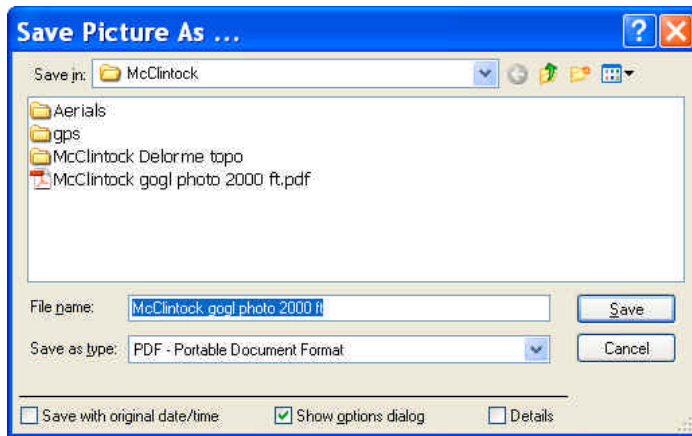 Save Picture As ...
Save in: McClintock
Aerials
gps
McClintock Delorme topo
McClintock gogl photo 2000 ft.pdf
File name: McClintock gogl photo 2000 ft Save
Save as type: PDF - Portable Document Format Cancel
Save with original date/time Show options dialog Details